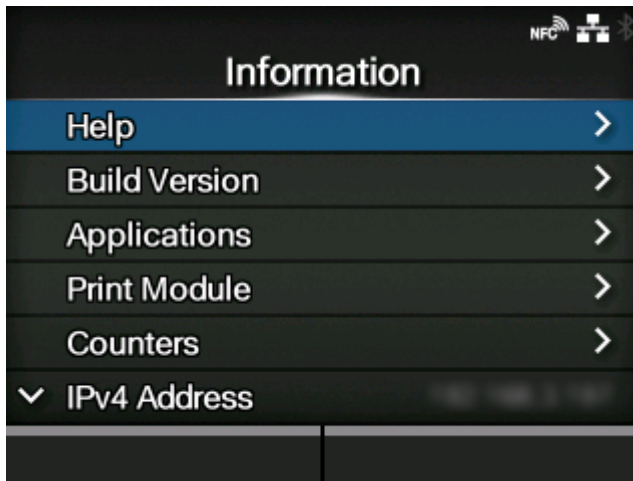 NFC
Information
Help
Build Version
Applications
Print Module
Counters
IPv4 Address